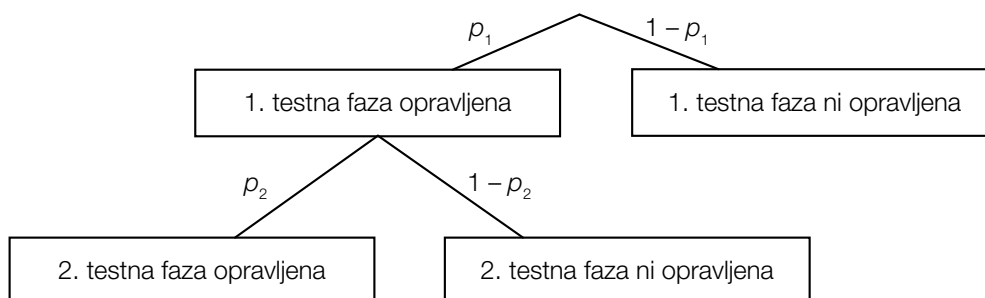 p₁
1 – p₁
1. testna faza opravljena
1. testna faza ni opravljena
p₂
1 – p₂
2. testna faza opravljena
2. testna faza ni opravljena